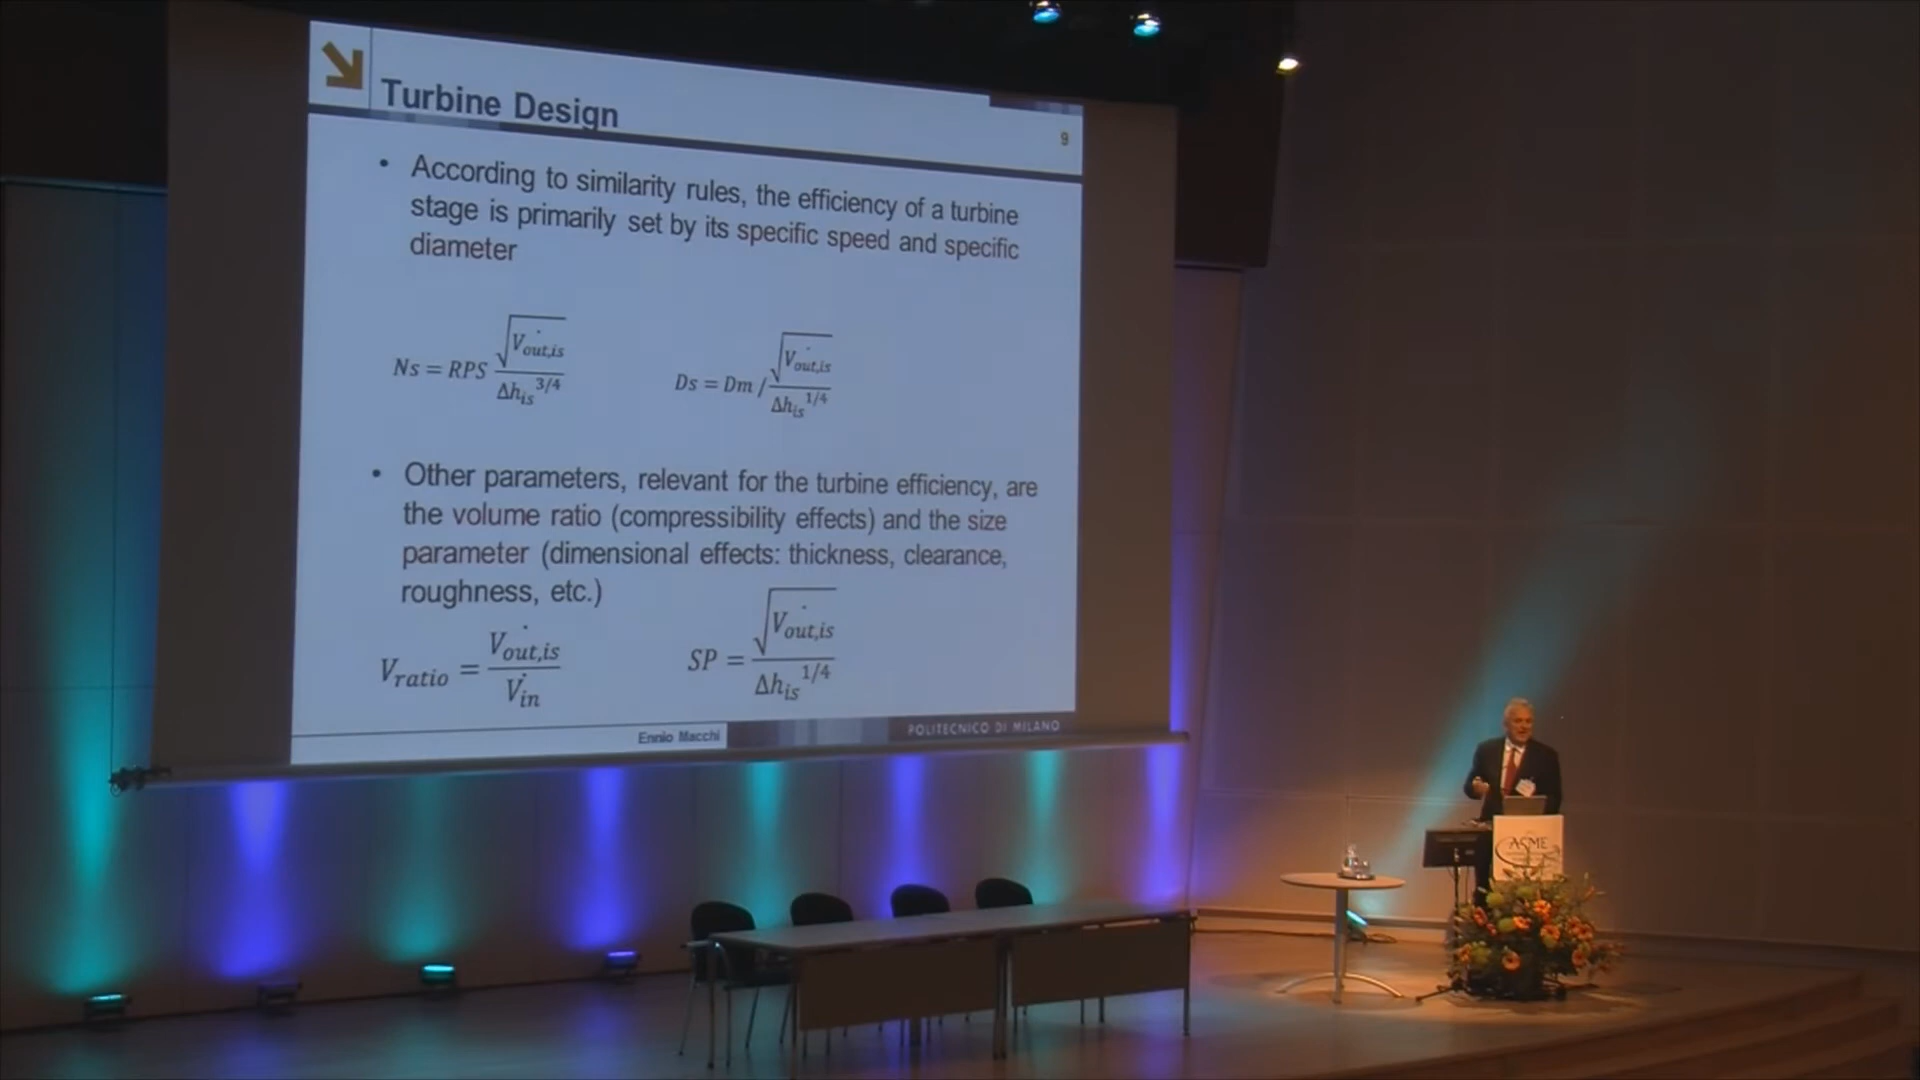 Turbine Design
9
• According to similarity rules, the efficiency of a turbine
stage is primarily set by its specific speed and specific
diameter
Ns = RPS √V̇out,is / Δhis^3/4
Ds = Dm / √V̇out,is / Δhis^1/4
• Other parameters, relevant for the turbine efficiency, are
the volume ratio (compressibility effects) and the size
parameter (dimensional effects: thickness, clearance,
roughness, etc.)
Vratio = V̇out,is / V̇in
SP = √V̇out,is / Δhis^1/4
Ennio Macchi
POLITECNICO DI MILANO
ASME